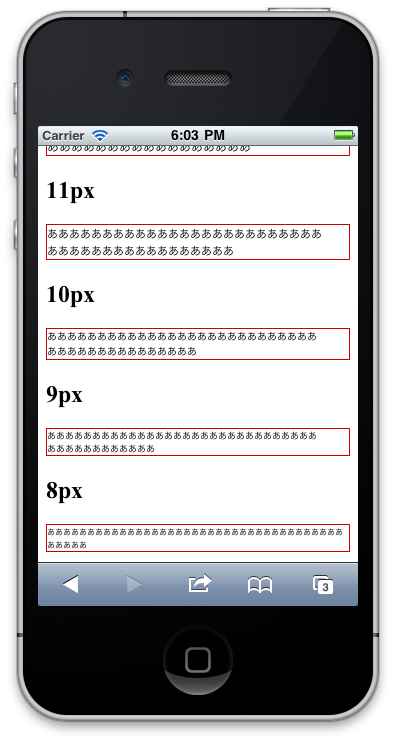 Carrier 6:03 PM
あああああああああああああああああ
11px
あああああああああああああああああああああああああ
あああああああああああああああああ
10px
あああああああああああああああああああああああああああ
あああああああああああああああ
9px
ああああああああああああああああああああああああああああああ
ああああああああああああ
8px
あああああああああああああああああああああああああああああああああああああ
あああああ
3